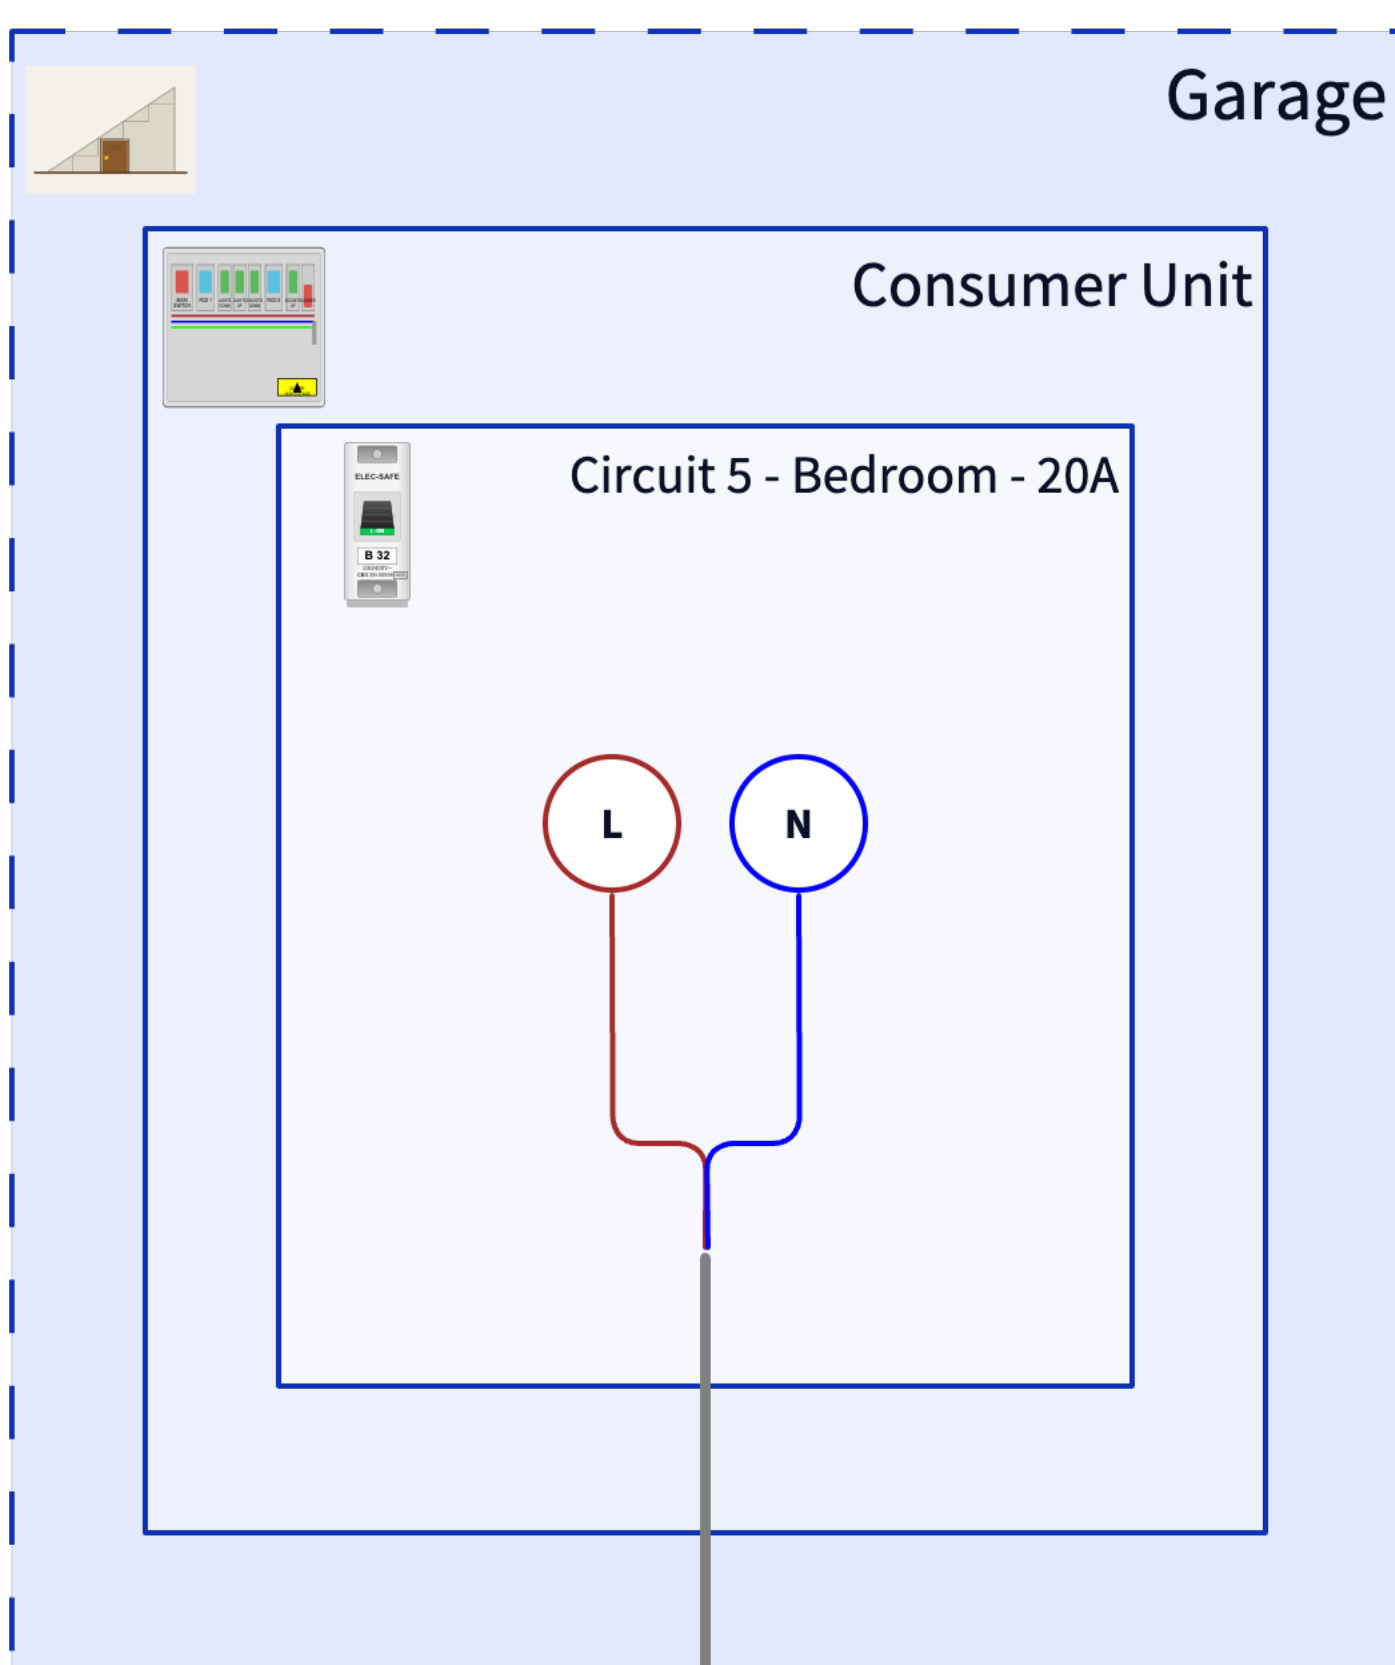 Garage
Consumer Unit
Circuit 5 - Bedroom - 20A
ELEC-SAFE
B 32
L
N